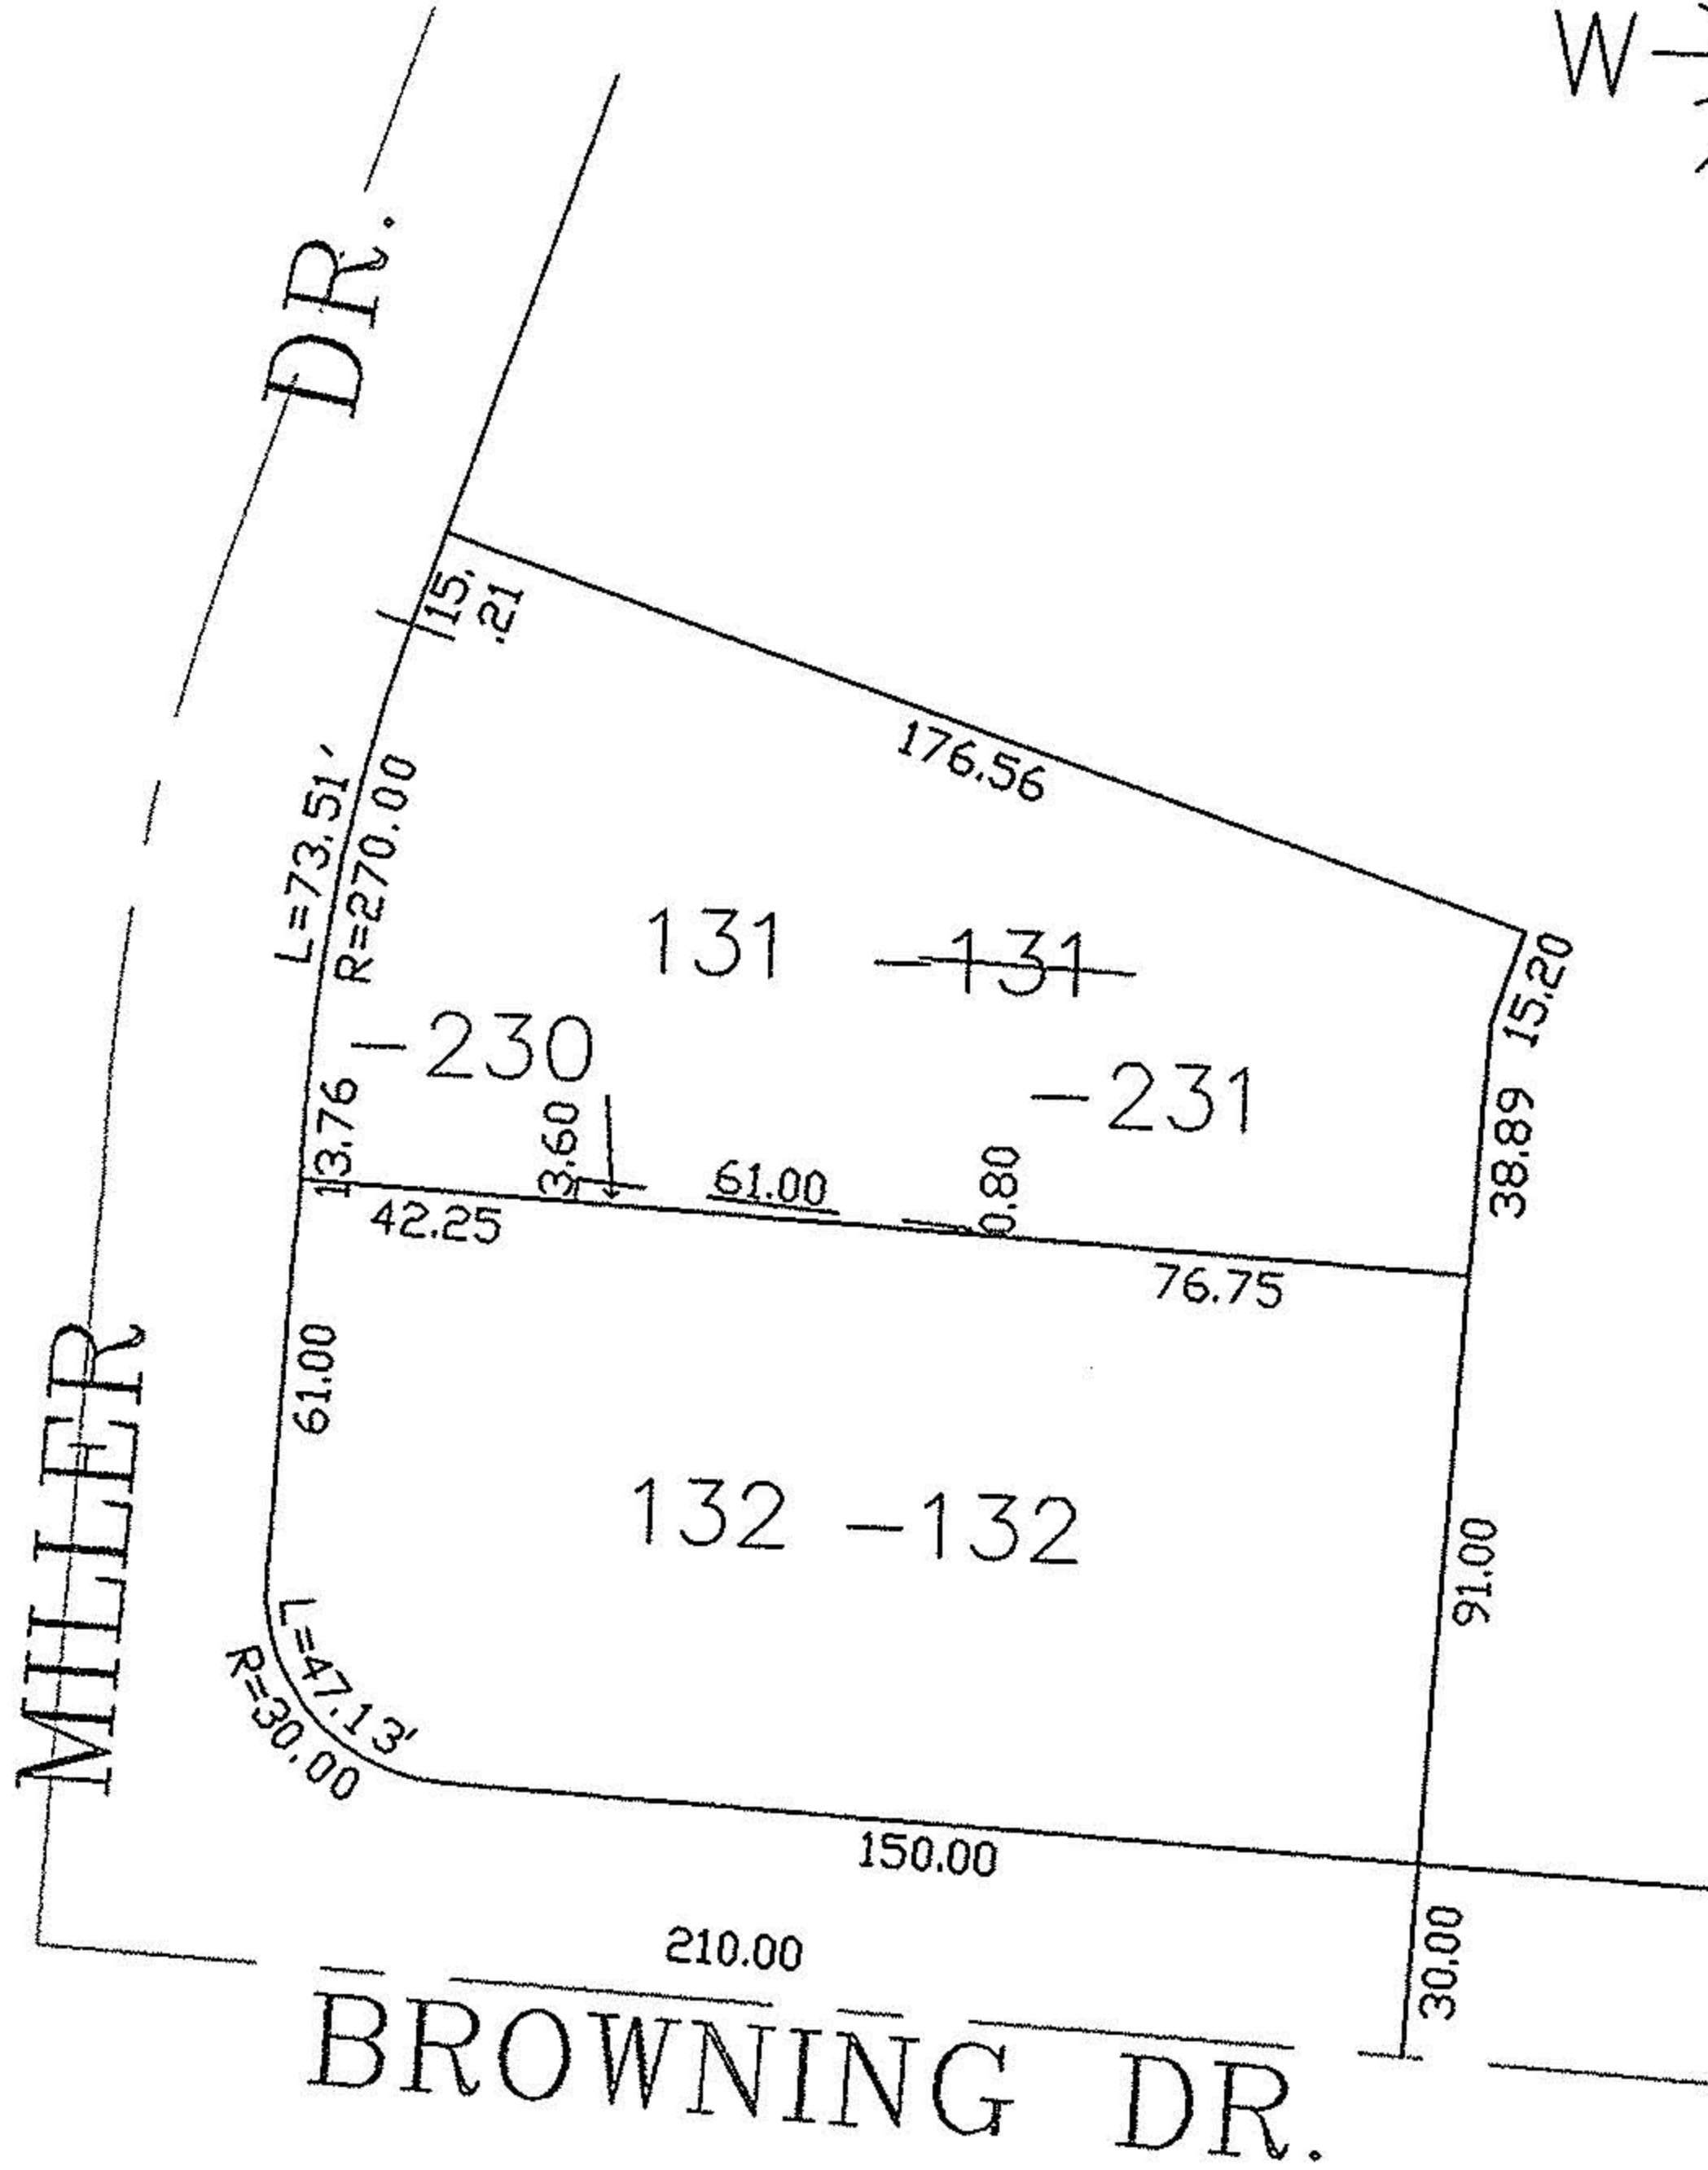 W
DR.
15.
.21
176.56
L=73.51'
R=270.00
131 -131
15.20
-230
-231
13.76
3.60
61.00
0.80
38.89
42.25
76.75
61.00
MILLER
132 -132
91.00
L=47.13'
R=30.00
150.00
210.00
30.00
BROWNING DR.